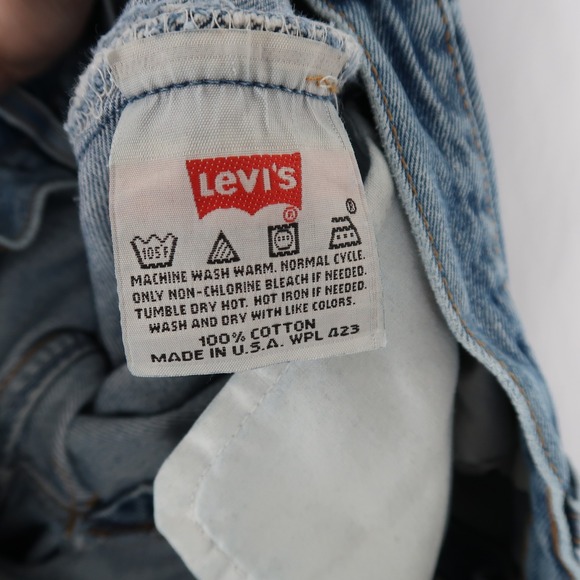 LEVI'S
105F
MACHINE WASH WARM. NORMAL CYCLE.
ONLY NON-CHLORINE BLEACH IF NEEDED.
TUMBLE DRY HOT. HOT IRON IF NEEDED.
WASH AND DRY WITH LIKE COLORS.
100% COTTON
MADE IN U.S.A. WPL 423